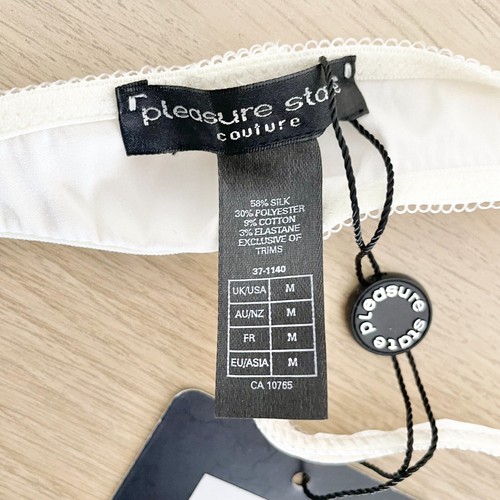 pleasure state
couture
58% SILK
30% POLYESTER
9% COTTON
3% ELASTANE
EXCLUSIVE OF
TRIMS
37-1140
UK/USA M
AU/NZ M
FR M
EU/ASIA M
CA 10765
pleasure state